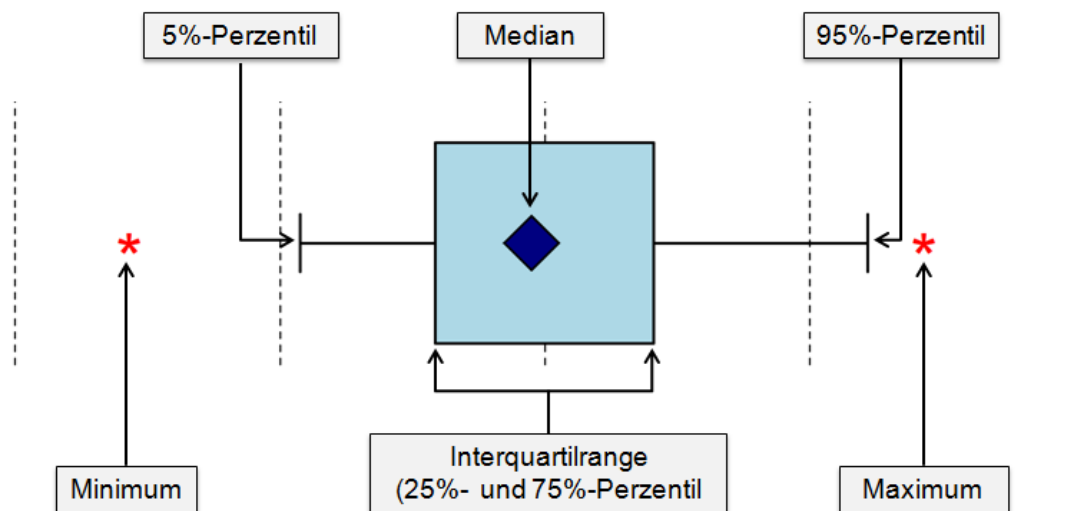 5%-Perzentil
Median
95%-Perzentil
Interquartilrange
(25%- und 75%-Perzentil
Minimum
Maximum